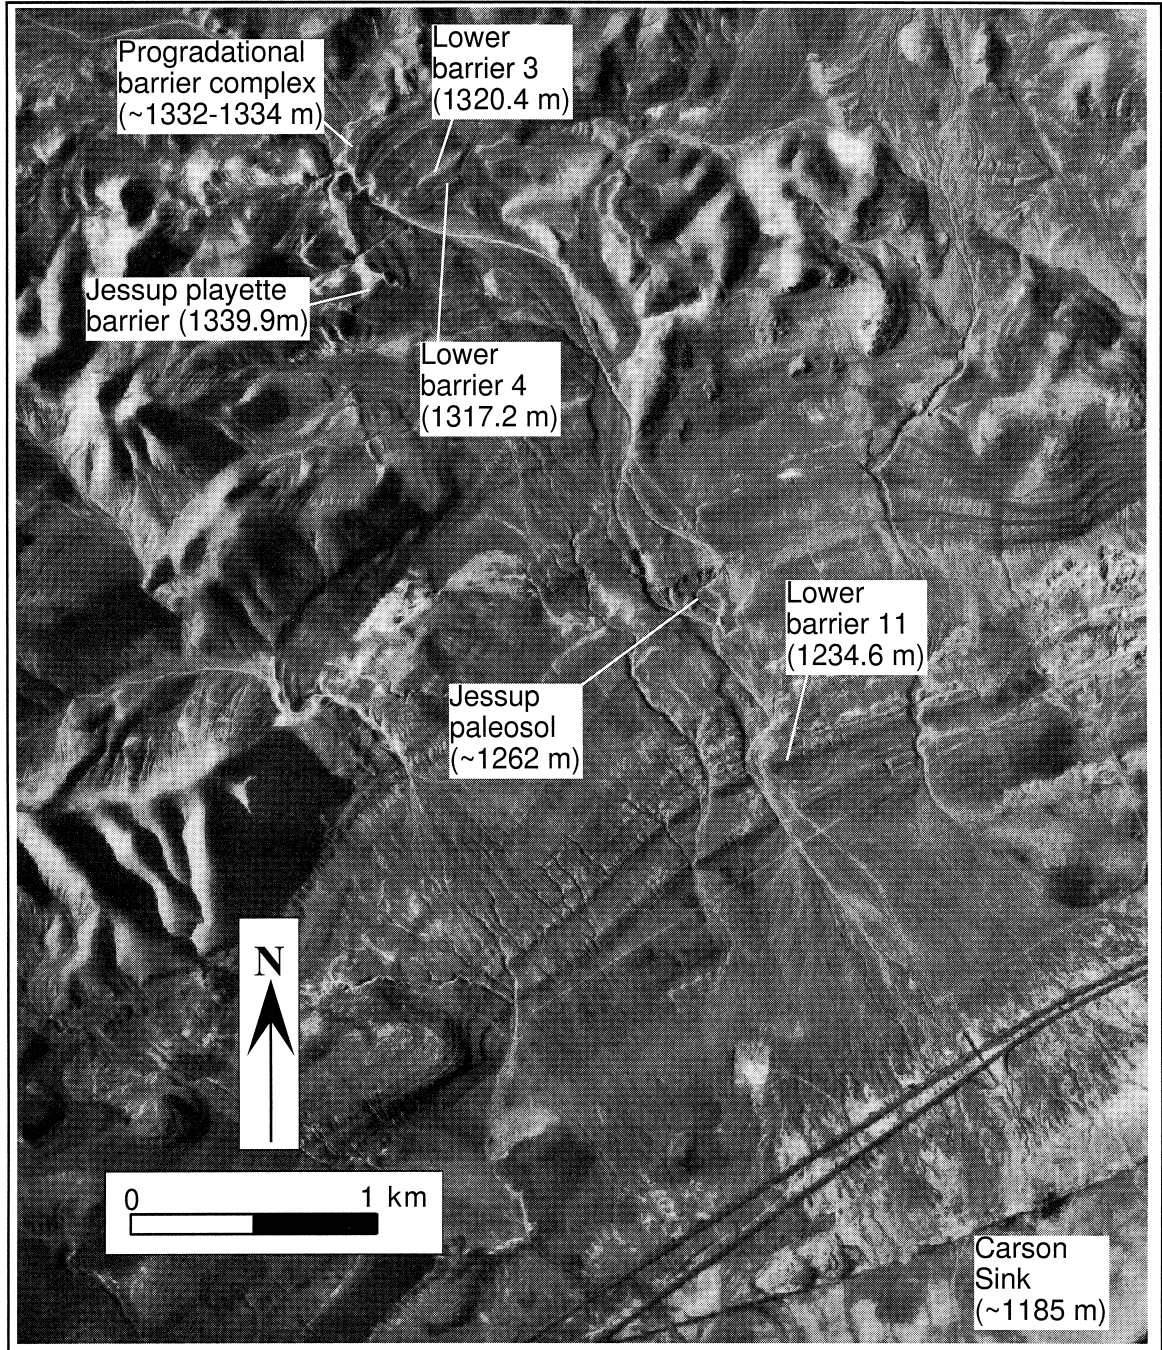 Progradational
barrier complex
(~1332-1334 m)
Lower
barrier 3
(1320.4 m)
Jessup playette
barrier (1339.9m)
Lower
barrier 4
(1317.2 m)
Lower
barrier 11
(1234.6 m)
Jessup
paleosol
(~1262 m)
N
0 1 km
Carson
Sink
(~1185 m)